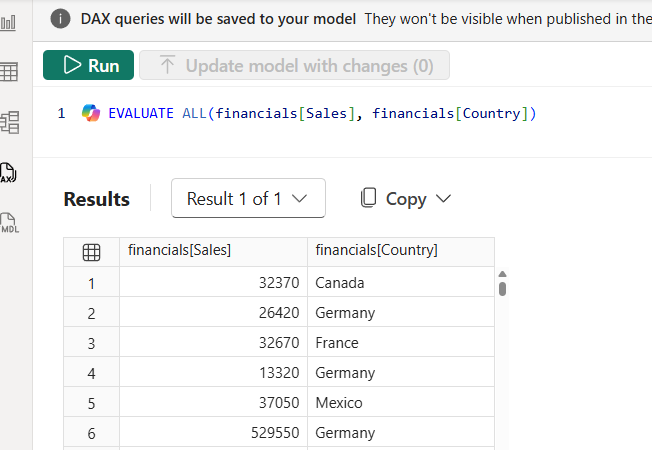 DAX queries will be saved to your model They won't be visible when published in the
Run
Update model with changes (0)
1 EVALUATE ALL(financials[Sales], financials[Country])
Results
Result 1 of 1
Copy
financials[Sales] financials[Country]
1 32370 Canada
2 26420 Germany
3 32670 France
4 13320 Germany
5 37050 Mexico
6 529550 Germany
MDL